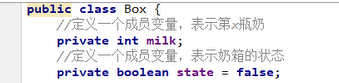 public class Box {
//定义一个成员变量，表示第x瓶奶
private int milk;
//定义一个成员变量，表示奶箱的状态
private boolean state = false;